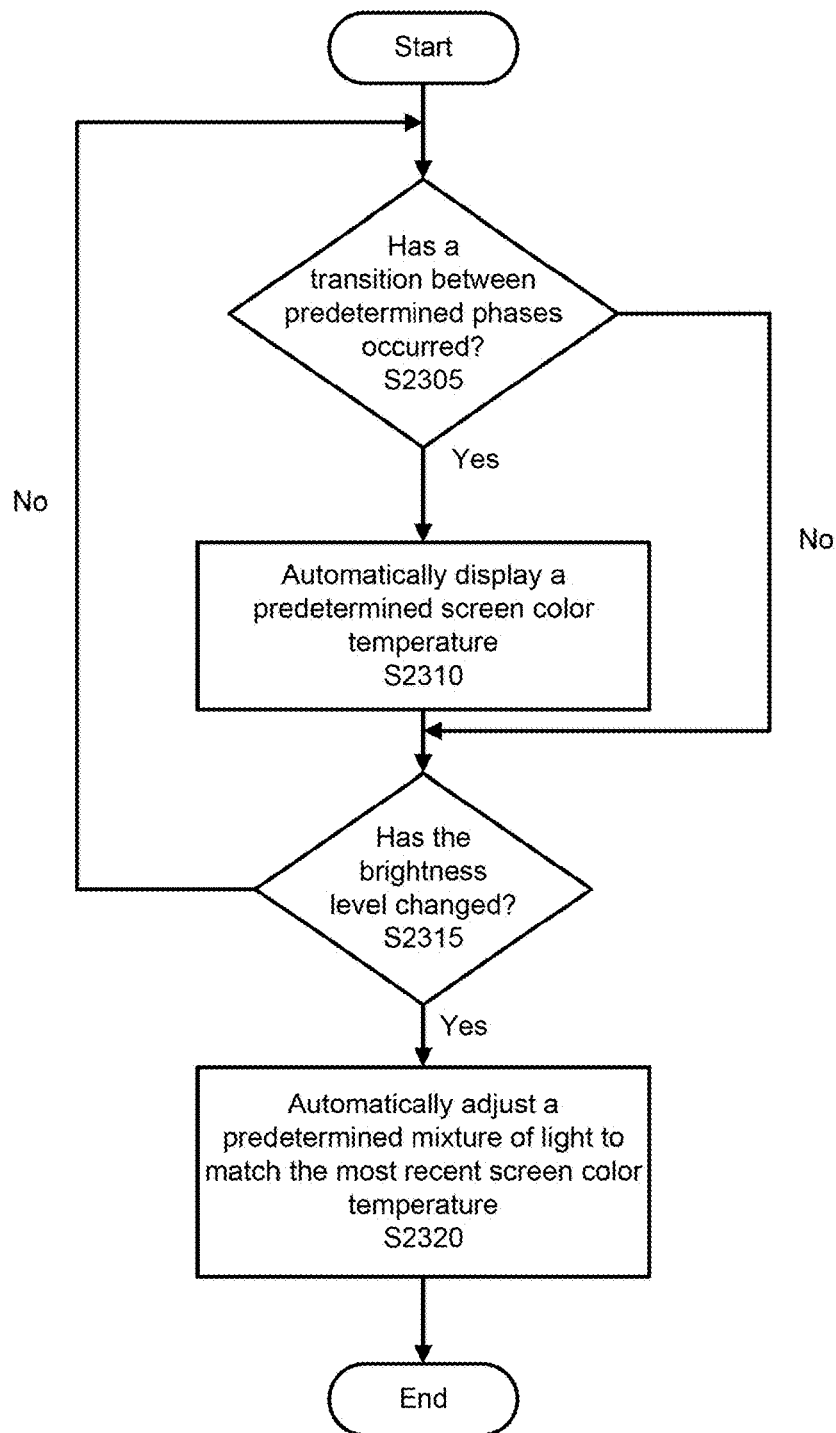 Start
Has a
transition between
predetermined phases
occurred?
S2305
Yes
No
No
Automatically display a
predetermined screen color
temperature
S2310
Has the
brightness
level changed?
S2315
Yes
Automatically adjust a
predetermined mixture of light to
match the most recent screen color
temperature
S2320
End